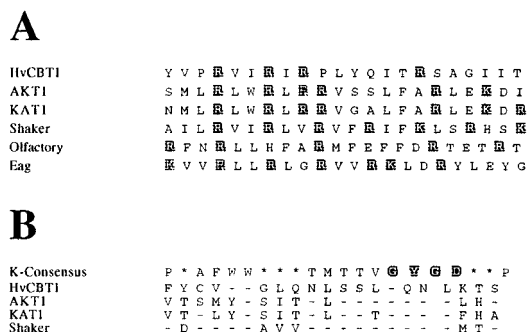 A
HvCBT1 Y V P R V I R I R P L Y Q I T R S A G I I T
AKT1 S M L R L W R L R R V S S L F A R L E K D I
KAT1 N M L R L W R L R R V G A L F A R L E K D R
Shaker A I L R V I R L V R V F R I F K L S R H S K
Olfactory R F N R L L H F A R M F E F F D R T E T R T
Eag K V V R L L R L G R V V R K L D R Y L E Y G
B
K-Consensus P * A F W W * * * T M T T V G Y G D * * P
HvCBT1 F Y C V - G L Q N L S S L - Q N L K T S
AKT1 V T S M Y - S I T - L - - - - - L H -
KAT1 V T - L Y - S I T - L - - T - - - - F H A
Shaker - D - - - - A V V - - - - - - - - M T -